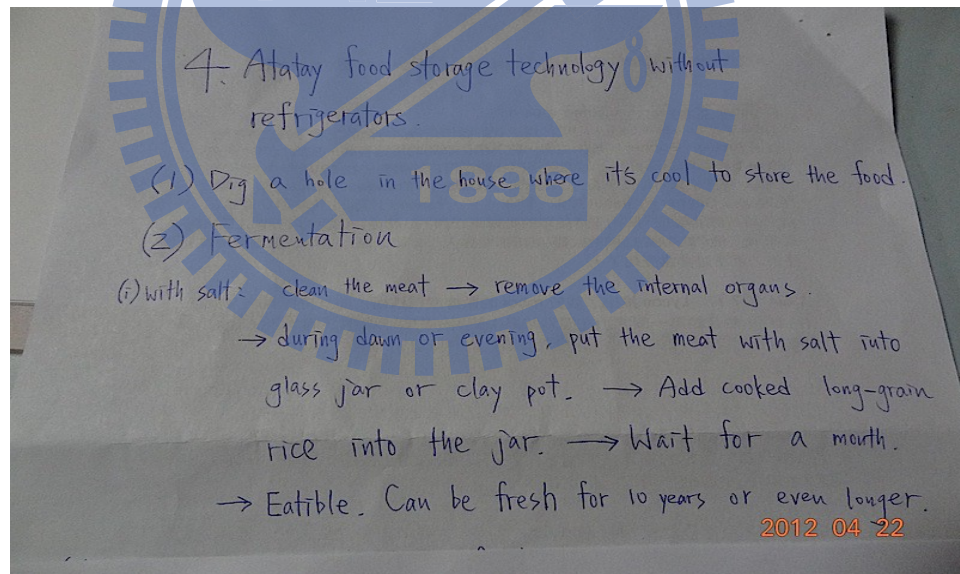 4. Atatay food storage technology without
refrigerators.
(1) Dig a hole in the house where it's cool to store the food.
(2) Fermentation
(i) with salt: clean the meat → remove the internal organs.
→ during dawn or evening, put the meat with salt into
glass jar or clay pot. → Add cooked long-grain
rice into the jar. → Wait for a month.
→ Eatible. Can be fresh for 10 years or even longer.
2012 04 22
1896